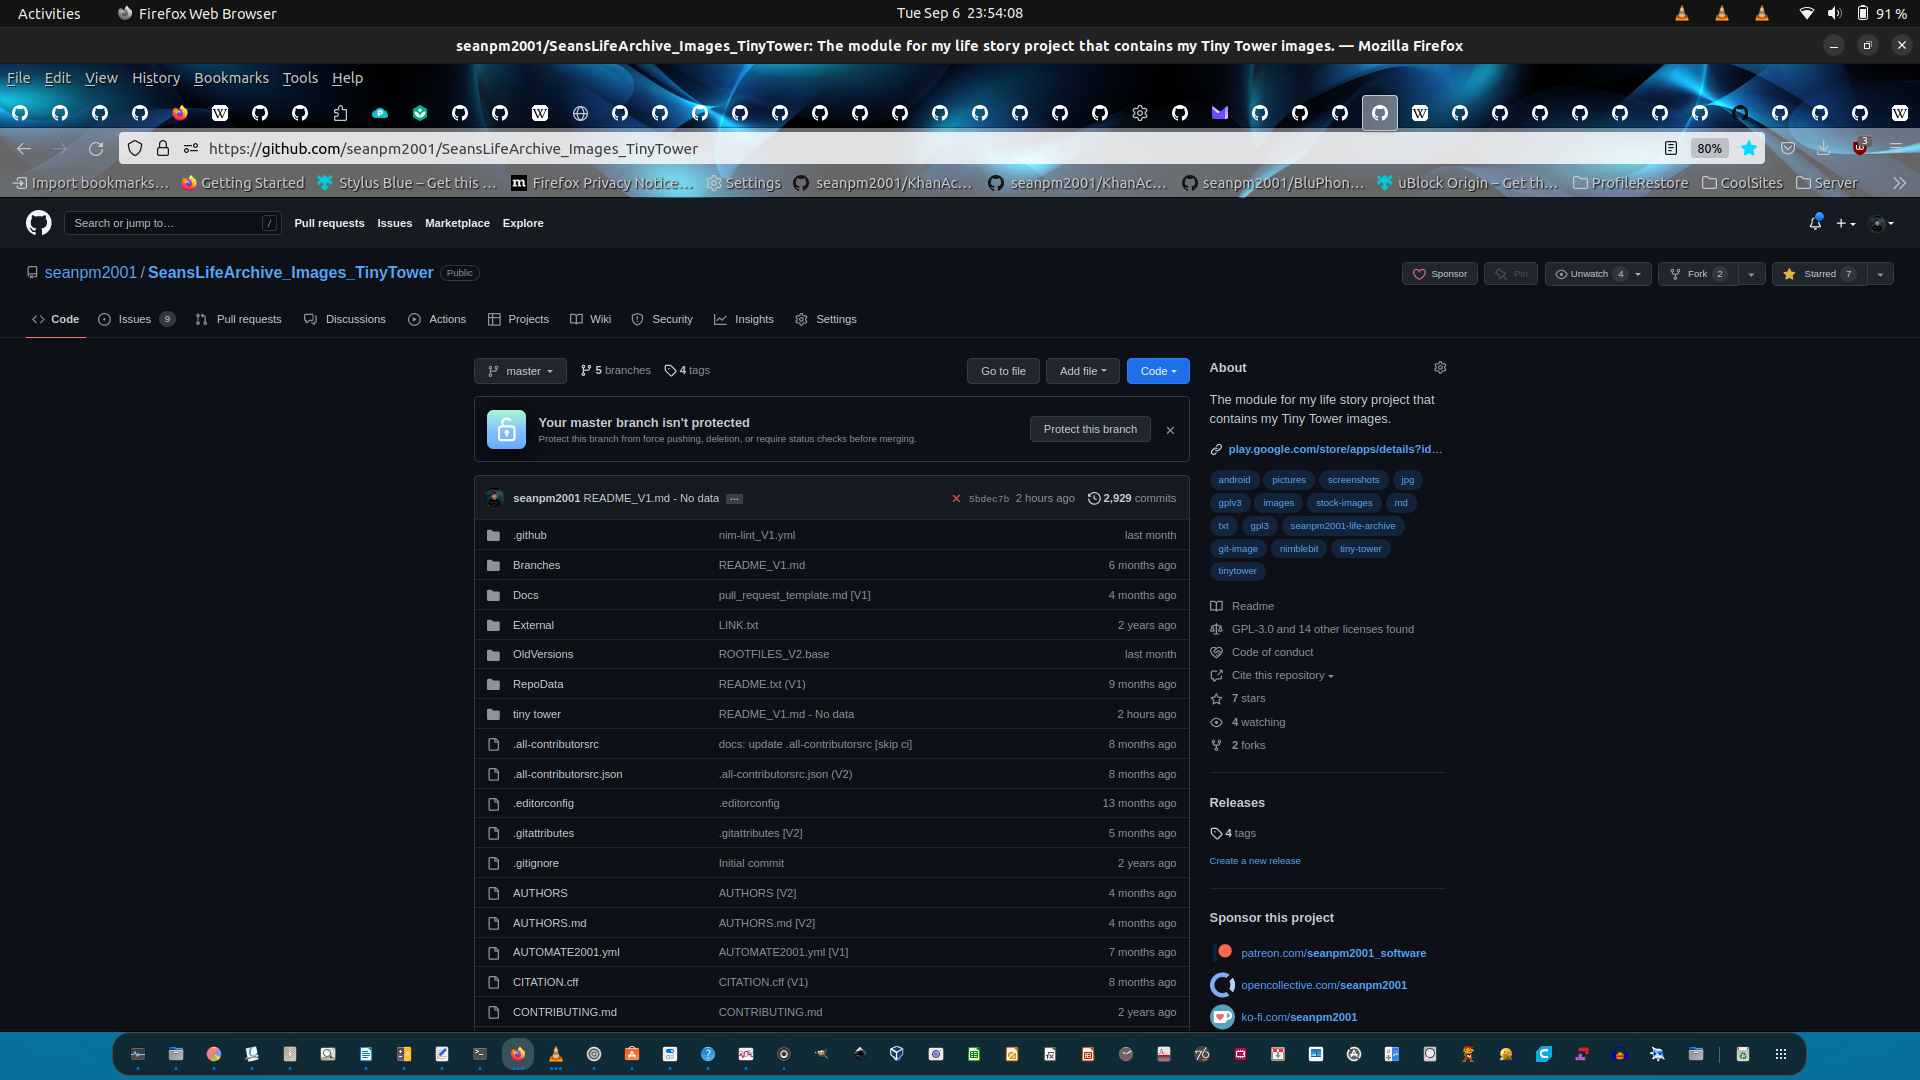 Activities
Firefox Web Browser
Tue Sep 6 23:54:08
91 %
seanpm2001/SeansLifeArchive_Images_TinyTower: The module for my life story project that contains my Tiny Tower images. — Mozilla Firefox
File Edit View History Bookmarks Tools Help
https://github.com/seanpm2001/SeansLifeArchive_Images_TinyTower
80%
3
Import bookmarks…
Getting Started
Stylus Blue – Get this …
Firefox Privacy Notice…
Settings
seanpm2001/KhanAc…
seanpm2001/KhanAc…
seanpm2001/BluPhon…
uBlock Origin – Get th…
ProfileRestore
CoolSites
Server
Search or jump to…
/
Pull requests Issues Marketplace Explore
seanpm2001 / SeansLifeArchive_Images_TinyTower Public
Sponsor
Pin
Unwatch 4
Fork 2
Starred 7
Code
Issues 9
Pull requests
Discussions
Actions
Projects
Wiki
Security
Insights
Settings
master
5 branches
4 tags
Go to file
Add file
Code
Your master branch isn't protected
Protect this branch from force pushing, deletion, or require status checks before merging.
Protect this branch
seanpm2001 README_V1.md - No data
5bdec7b 2 hours ago 2,929 commits
.github nim-lint_V1.yml last month
Branches README_V1.md 6 months ago
Docs pull_request_template.md [V1] 4 months ago
External LINK.txt 2 years ago
OldVersions ROOTFILES_V2.base last month
RepoData README.txt (V1) 9 months ago
tiny tower README_V1.md - No data 2 hours ago
.all-contributorsrc docs: update .all-contributorsrc [skip ci] 8 months ago
.all-contributorsrc.json .all-contributorsrc.json (V2) 8 months ago
.editorconfig .editorconfig 13 months ago
.gitattributes .gitattributes [V2] 5 months ago
.gitignore Initial commit 2 years ago
AUTHORS AUTHORS [V2] 4 months ago
AUTHORS.md AUTHORS.md [V2] 4 months ago
AUTOMATE2001.yml AUTOMATE2001.yml [V1] 7 months ago
CITATION.cff CITATION.cff (V1) 8 months ago
CONTRIBUTING.md CONTRIBUTING.md 2 years ago
About
The module for my life story project that
contains my Tiny Tower images.
play.google.com/store/apps/details?id…
android pictures screenshots jpg
gplv3 images stock-images md
txt gpl3 seanpm2001-life-archive
git-image nimblebit tiny-tower
tinytower
Readme
GPL-3.0 and 14 other licenses found
Code of conduct
Cite this repository
7 stars
4 watching
2 forks
Releases
4 tags
Create a new release
Sponsor this project
patreon.com/seanpm2001_software
opencollective.com/seanpm2001
ko-fi.com/seanpm2001